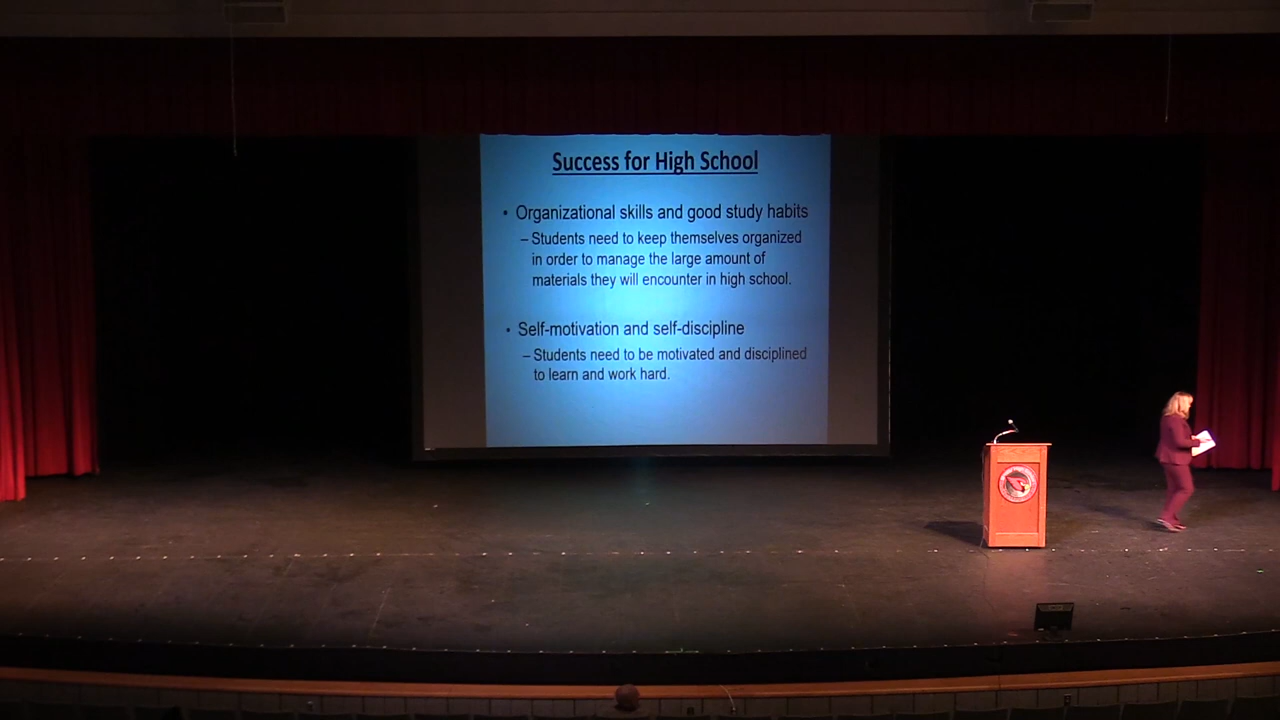 Success for High School
• Organizational skills and good study habits
– Students need to keep themselves organized
in order to manage the large amount of
materials they will encounter in high school.
• Self-motivation and self-discipline
– Students need to be motivated and disciplined
to learn and work hard.